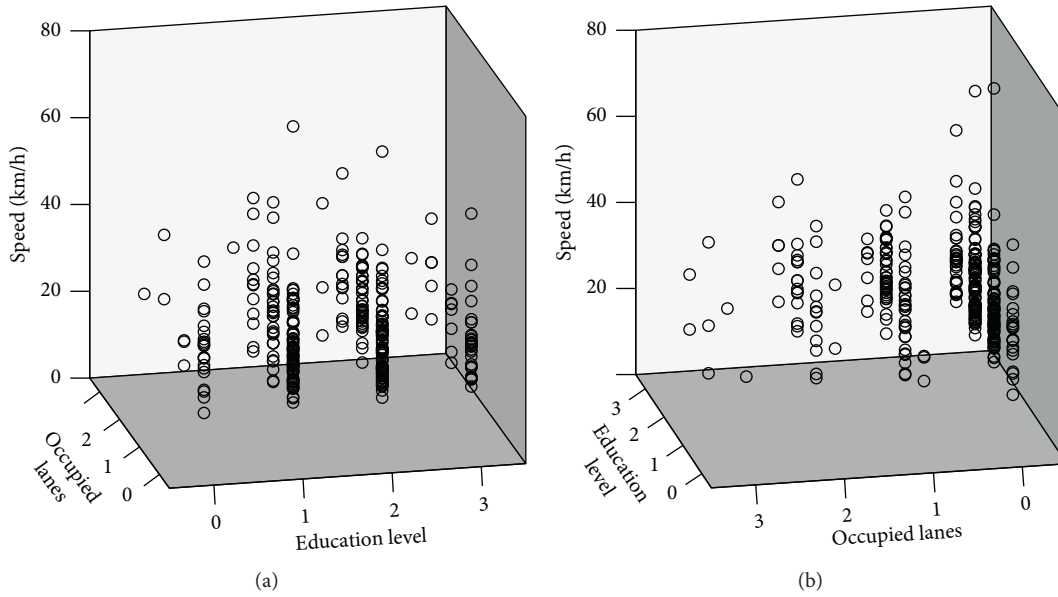 80
60
40
20
0
Speed (km/h)
2
1
0
Occupied
lanes
0
1
2
3
Education level
(a)
80
60
40
20
Speed (km/h)
3
2
1
0
Education
level
3
2
1
0
Occupied lanes
(b)